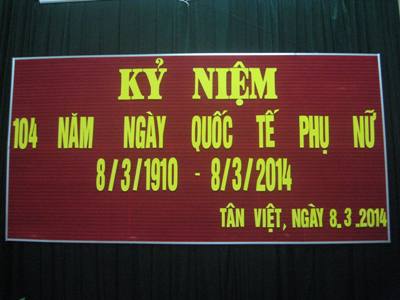 KỶ NIỆM
104 NĂM NGÀY QUỐC TẾ PHỤ NỮ
8/3/1910 - 8/3/2014
TÂN VIỆT, NGÀY 8.3.2014